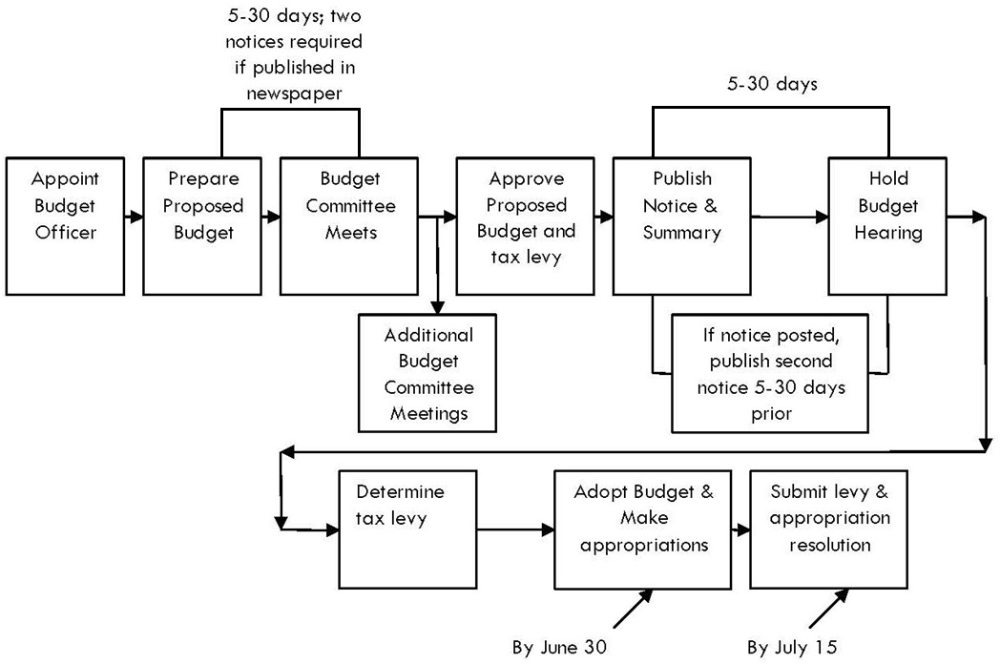 5-30 days; two
notices required
if published in
newspaper
5-30 days
Appoint
Budget
Officer
Prepare
Proposed
Budget
Budget
Committee
Meets
Approve
Proposed
Budget and
tax levy
Publish
Notice &
Summary
Hold
Budget
Hearing
Additional
Budget
Committee
Meetings
If notice posted,
publish second
notice 5-30 days
prior
Determine
tax levy
Adopt Budget &
Make
appropriations
Submit levy &
appropriation
resolution
By June 30
By July 15